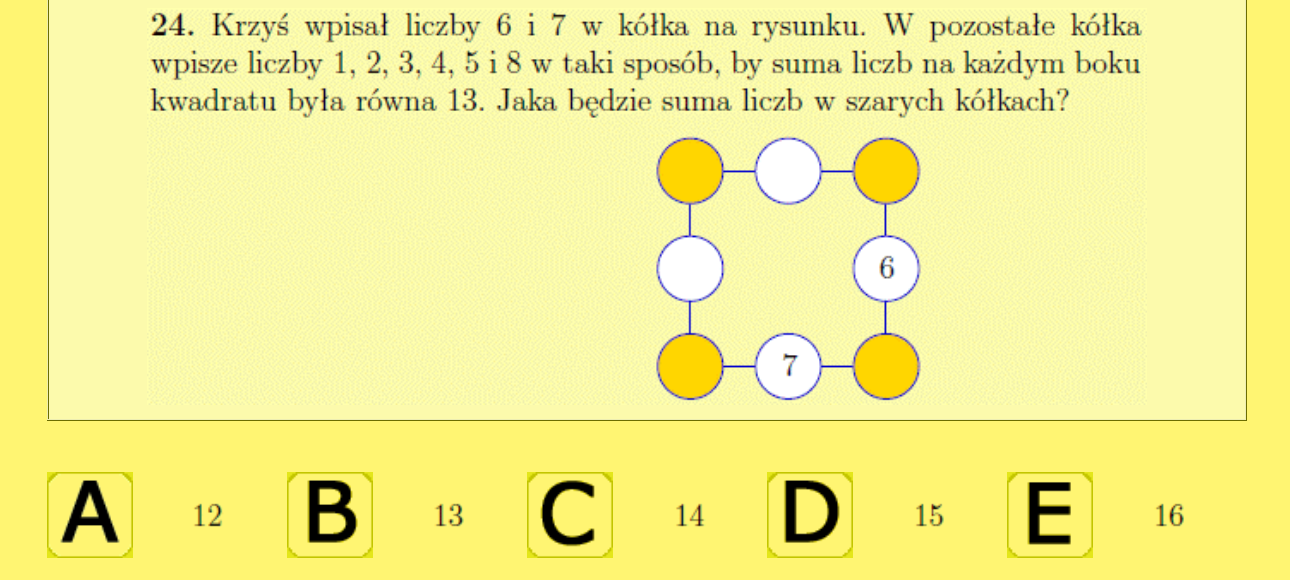 24. Krzyś wpisał liczby 6 i 7 w kółka na rysunku. W pozostałe kółka
wpisze liczby 1, 2, 3, 4, 5 i 8 w taki sposób, by suma liczb na każdym boku
kwadratu była równa 13. Jaka będzie suma liczb w szarych kółkach?
6
7
A 12 B 13 C 14 D 15 E 16